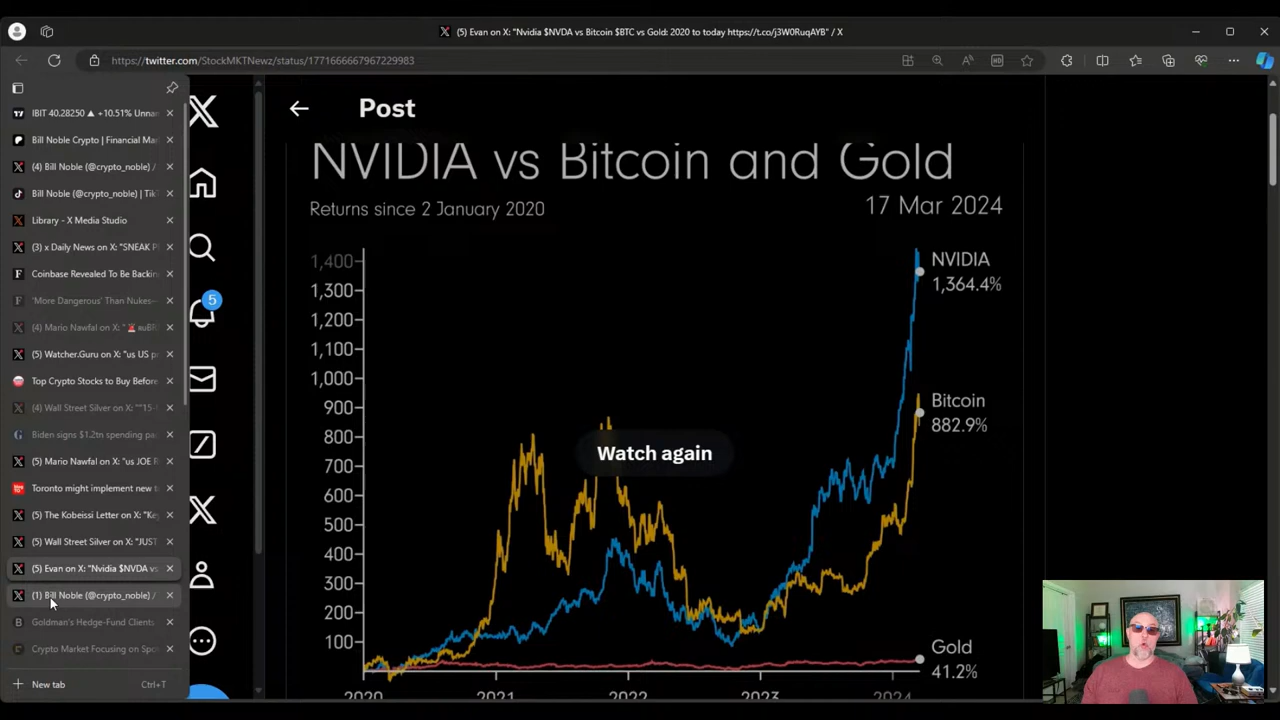 (5) Evan on X: "Nvidia $NVDA vs Bitcoin $BTC vs Gold: 2020 to today https://t.co/j3W0RuqAYB" / X
https://twitter.com/StockMKTNewz/status/1771666667967229983
IBIT 40.28250 ▲ +10.51% Unna
Bill Noble Crypto | Financial Ma
(4) Bill Noble (@crypto_noble) /
Bill Noble (@crypto_noble) | Tik
Library - X Media Studio
(3) x Daily News on X: "SNEAK P
Coinbase Revealed To Be Backin
'More Dangerous' Than Nukes—
(4) Mario Nawfal on X: "🚨
(5) Watcher.Guru on X: "us US p
Top Crypto Stocks to Buy Before
(4) Wall Street Silver on X: ""15-
Biden signs $1.2tn spending pa
(5) Mario Nawfal on X: "us JOE
Toronto might implement new t
(5) The Kobeissi Letter on X: "Ke
(5) Wall Street Silver on X: "JUST
(5) Evan on X: "Nvidia $NVDA vs
(1) Bill Noble (@crypto_noble) /
Goldman's Hedge-Fund Clients
Crypto Market Focusing on Spo
New tab
Ctrl+T
5
Post
NVIDIA vs Bitcoin and Gold
Returns since 2 January 2020
17 Mar 2024
1,400
1,300
1,200
1,100
1,000
900
800
700
600
500
400
300
200
100
NVIDIA
1,364.4%
Bitcoin
882.9%
Watch again
Gold
41.2%
2020
2021
2022
2023
2024